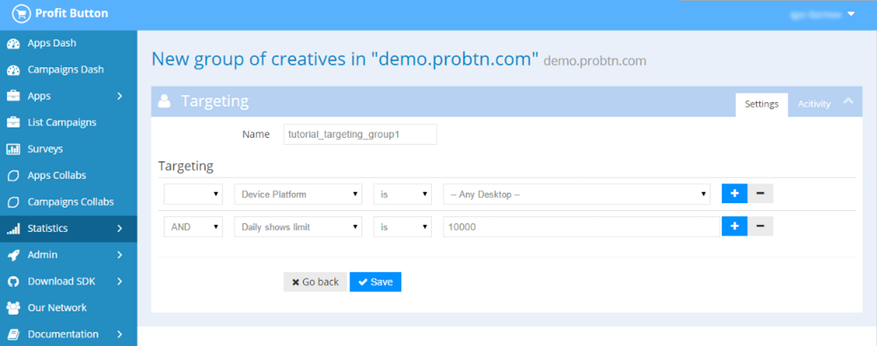 Profit Button
Apps Dash
Campaigns Dash
Apps
List Campaigns
Surveys
Apps Collabs
Campaigns Collabs
Statistics
Admin
Download SDK
Our Network
Documentation
New group of creatives in "demo.probtn.com" demo.probtn.com
Targeting
Settings
Acitivity
Name tutorial_targeting_group1
Targeting
Device Platform is -- Any Desktop --
AND Daily shows limit is 10000
Go back Save